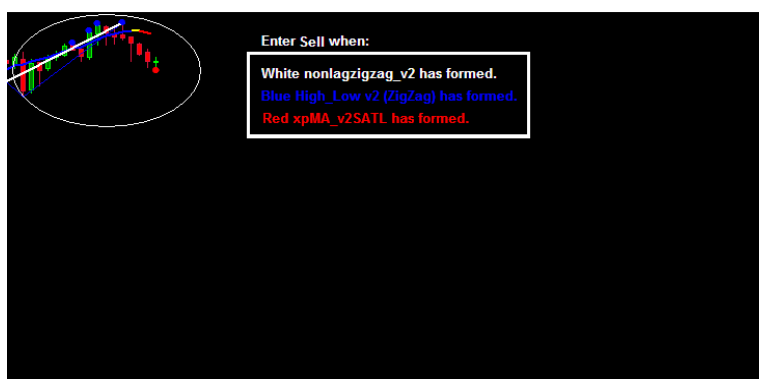 Enter Sell when:
White nonlagzigzag_v2 has formed.
Blue High_Low v2 (ZigZag) has formed.
Red xpMA_v2SATL has formed.